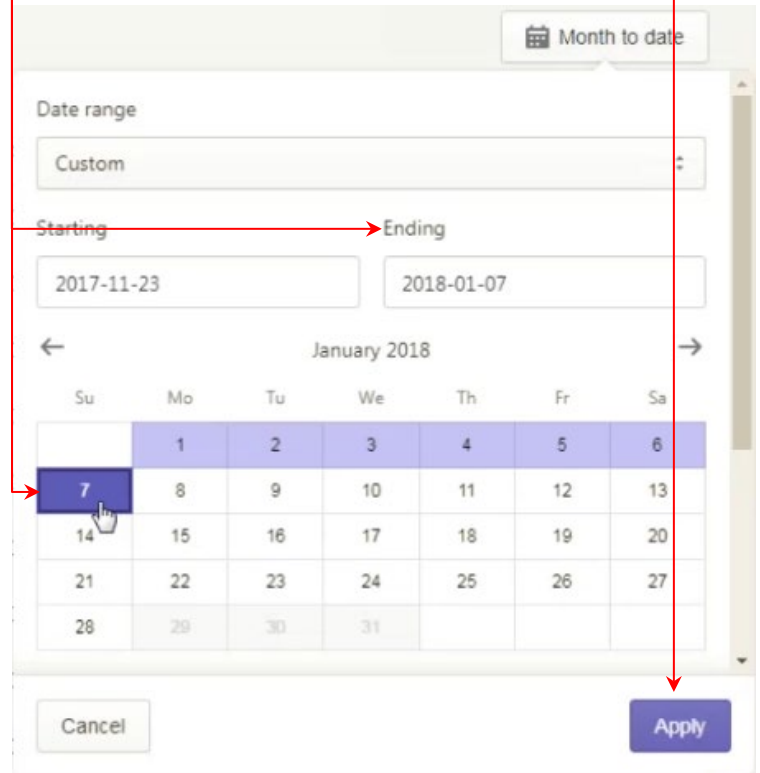 Month to date
Date range
Custom
Starting Ending
2017-11-23 2018-01-07
January 2018
Su Mo Tu We Th Fr Sa
1 2 3 4 5 6
7 8 9 10 11 12 13
14 15 16 17 18 19 20
21 22 23 24 25 26 27
28 29 30 31
Cancel Apply